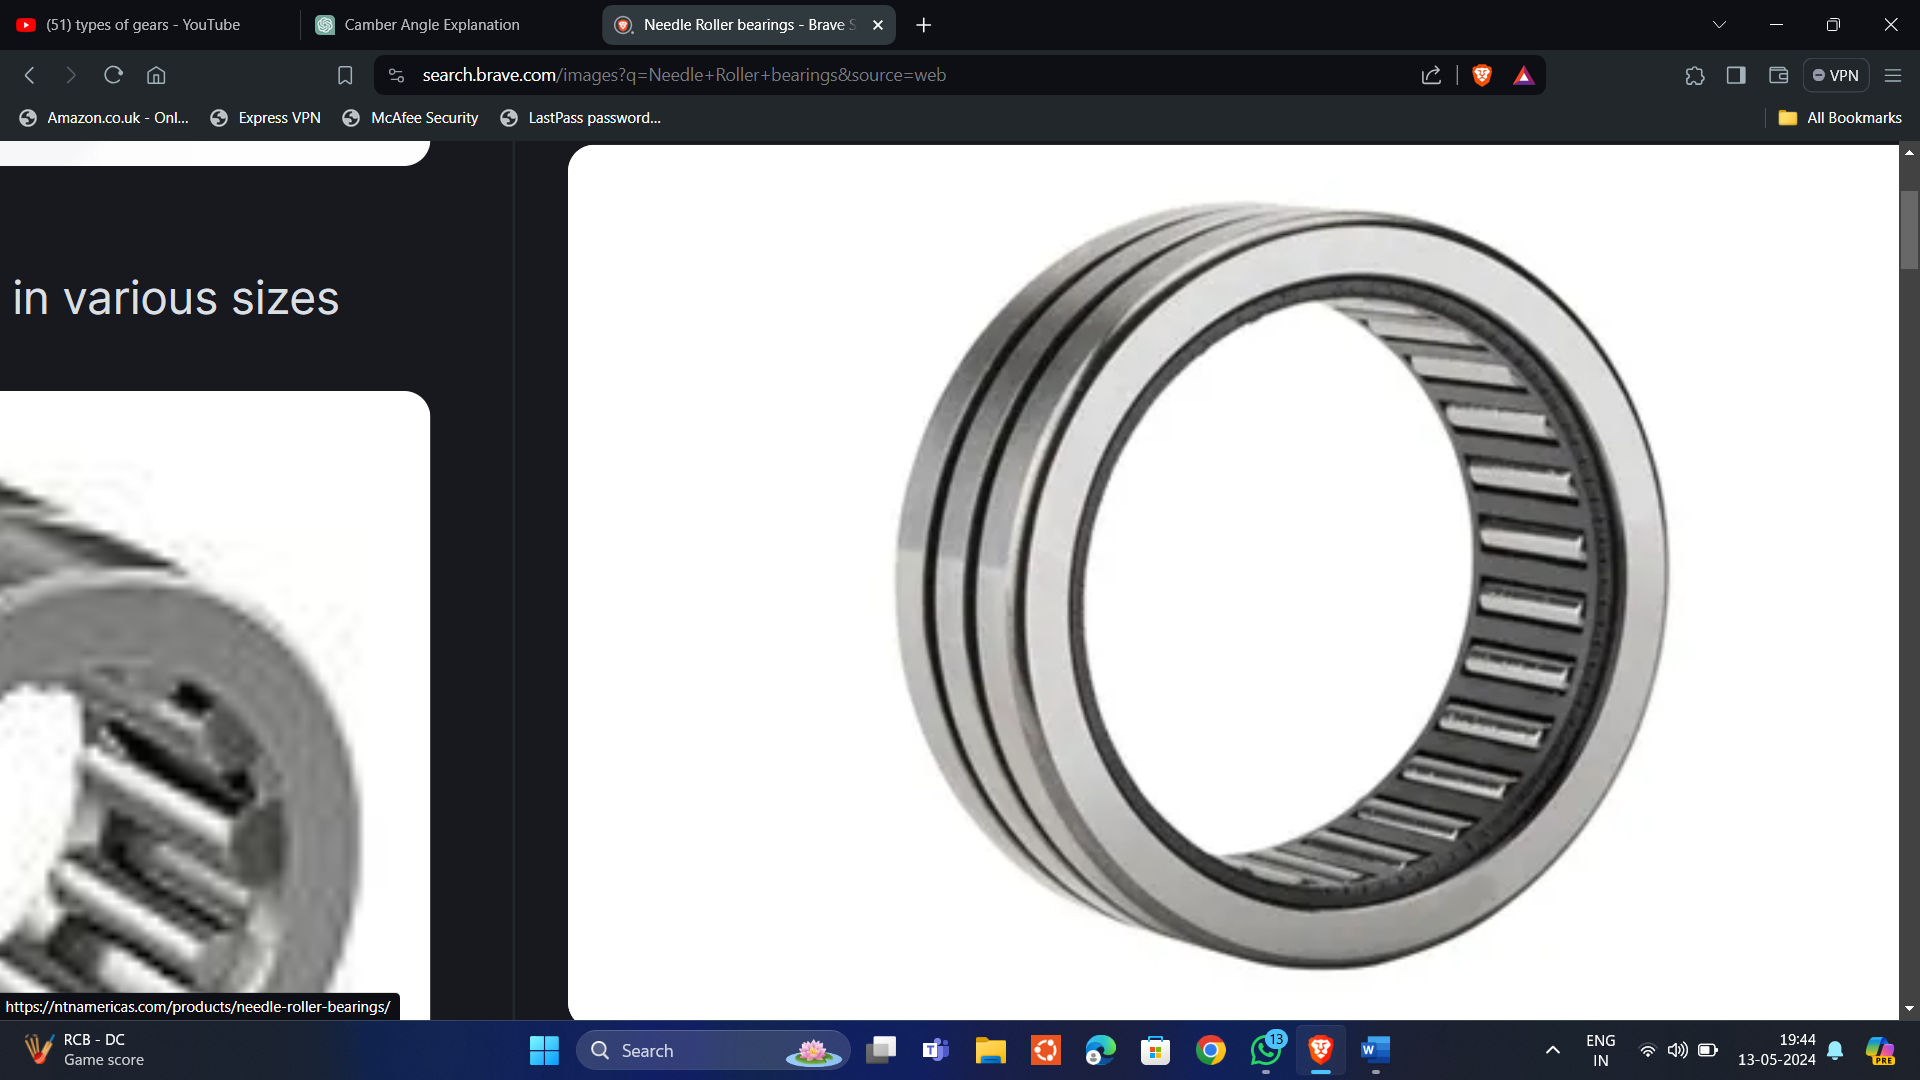 (51) types of gears - YouTube
Camber Angle Explanation
Needle Roller bearings - Brave S
search.brave.com/images?q=Needle+Roller+bearings&source=web
VPN
Amazon.co.uk - Onl...
Express VPN
McAfee Security
LastPass password...
All Bookmarks
in various sizes
https://ntnamericas.com/products/needle-roller-bearings/
RCB - DC
Game score
Search
13
ENG
IN
19:44
13-05-2024
PRE